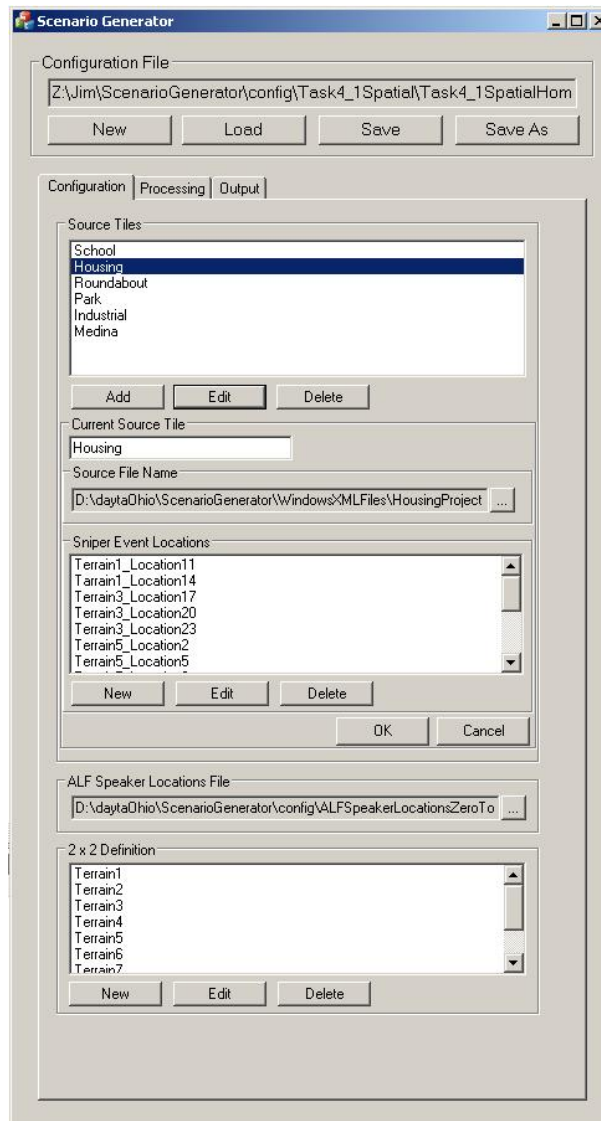 Scenario Generator
Configuration File
Z:\Jim\ScenarioGenerator\config\Task4_1Spatial\Task4_1SpatialHom
New Load Save Save As
Configuration Processing Output
Source Tiles
School
Housing
Roundabout
Park
Industrial
Medina
Add Edit Delete
Current Source Tile
Housing
Source File Name
D:\daytaOhio\ScenarioGenerator\WindowsXMLFiles\HousingProject ...
Sniper Event Locations
Terrain1_Location11
Tarrain1_Location14
Terrain3_Location17
Terrain3_Location20
Terrain3_Location23
Terrain5_Location2
Terrain5_Location5
New Edit Delete
OK Cancel
ALF Speaker Locations File
D:\daytaOhio\ScenarioGenerator\config\ALFSpeakerLocationsZeroTo ...
2 x 2 Definition
Terrain1
Terrain2
Terrain3
Terrain4
Terrain5
Terrain6
Terrain7
New Edit Delete